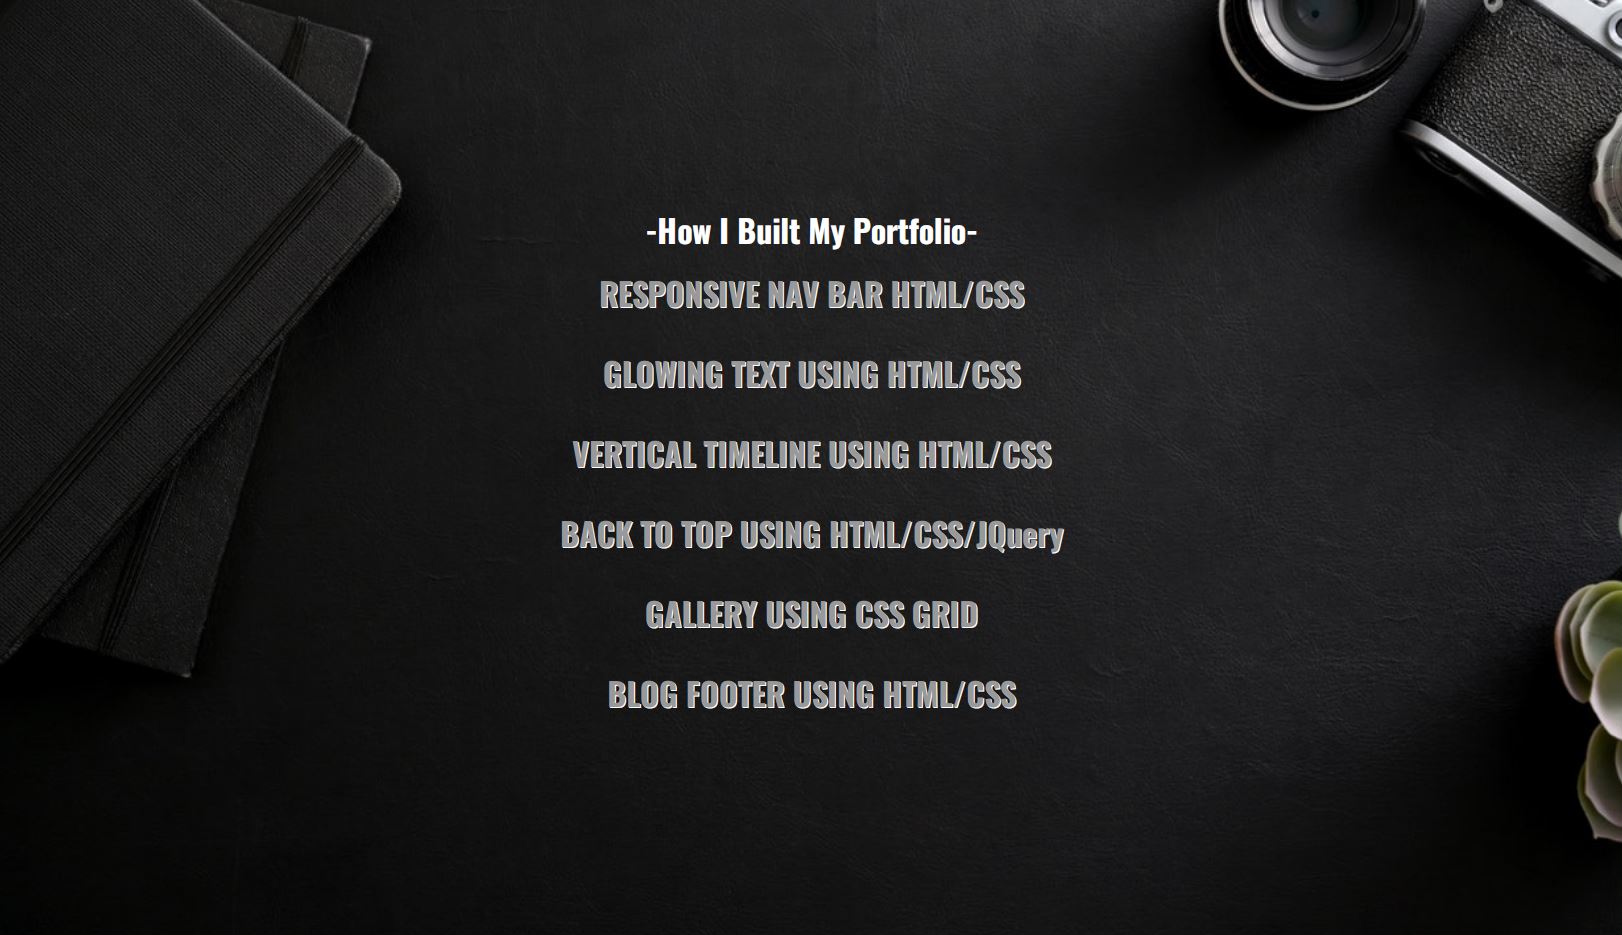 -How I Built My Portfolio-
RESPONSIVE NAV BAR HTML/CSS
GLOWING TEXT USING HTML/CSS
VERTICAL TIMELINE USING HTML/CSS
BACK TO TOP USING HTML/CSS/JQuery
GALLERY USING CSS GRID
BLOG FOOTER USING HTML/CSS